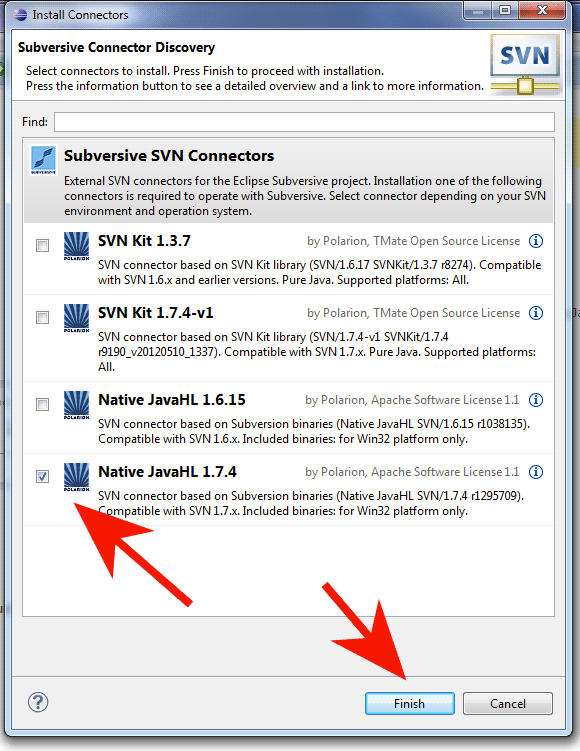 Install Connectors
Subversive Connector Discovery
Select connectors to install. Press Finish to proceed with installation.
Press the information button to see a detailed overview and a link to more information.
SVN
Find:
SUBVERSIVE
Subversive SVN Connectors
External SVN connectors for the Eclipse Subversive project. Installation one of the following
connectors is required to operate with Subversive. Select connector depending on your SVN
environment and operation system.
POLARION
SVN Kit 1.3.7
by Polarion, TMate Open Source License
SVN connector based on SVN Kit library (SVN/1.6.17 SVNKit/1.3.7 r8274). Compatible
with SVN 1.6.x and earlier versions. Pure Java. Supported platforms: All.
POLARION
SVN Kit 1.7.4-v1
by Polarion, TMate Open Source License
SVN connector based on SVN Kit library (SVN/1.7.4-v1 SVNKit/1.7.4
r9190_v20120510_1337). Compatible with SVN 1.7.x. Pure Java. Supported platforms:
All.
POLARION
Native JavaHL 1.6.15
by Polarion, Apache Software License 1.1
SVN connector based on Subversion binaries (Native JavaHL SVN/1.6.15 r1038135).
Compatible with SVN 1.6.x. Included binaries: for Win32 platform only.
POLARION
Native JavaHL 1.7.4
by Polarion, Apache Software License 1.1
SVN connector based on Subversion binaries (Native JavaHL SVN/1.7.4 r1295709).
Compatible with SVN 1.7.x. Included binaries: for Win32 platform only.
?
Finish
Cancel